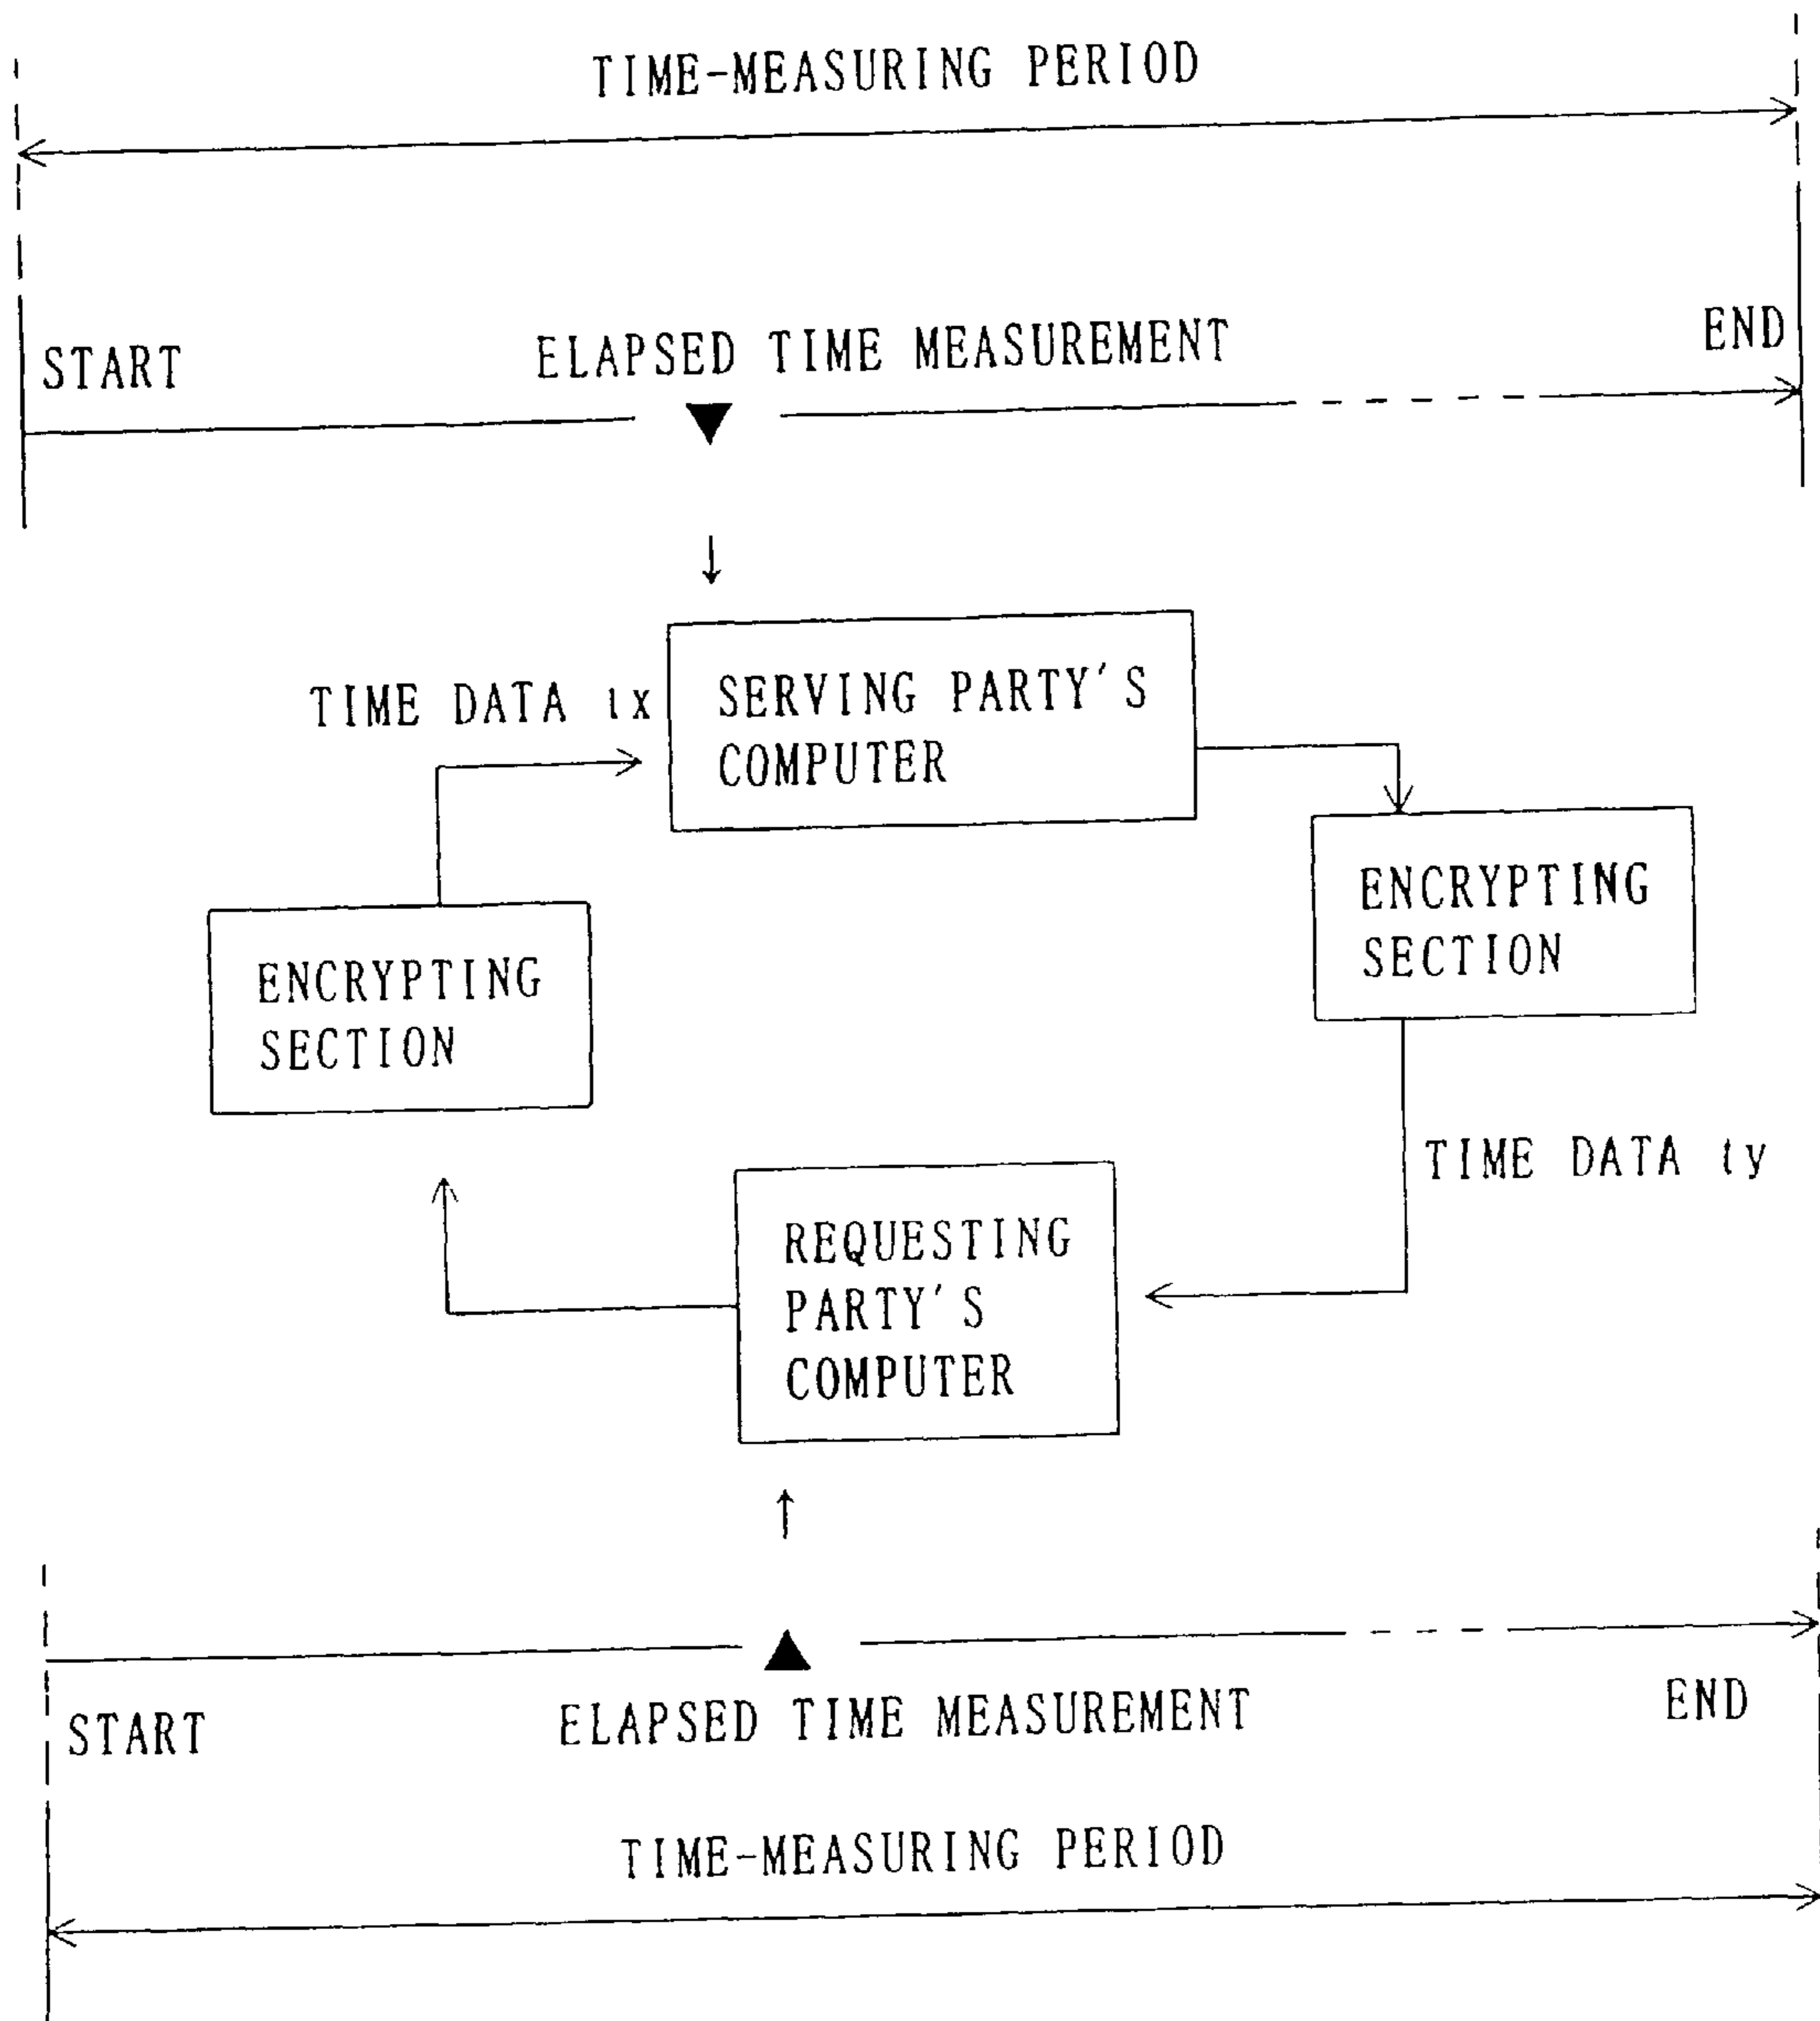 TIME-MEASURING PERIOD
START
ELAPSED TIME MEASUREMENT
END
TIME DATA tx
SERVING PARTY'S
COMPUTER
ENCRYPTING
SECTION
ENCRYPTING
SECTION
TIME DATA ty
REQUESTING
PARTY'S
COMPUTER
START
ELAPSED TIME MEASUREMENT
END
TIME-MEASURING PERIOD